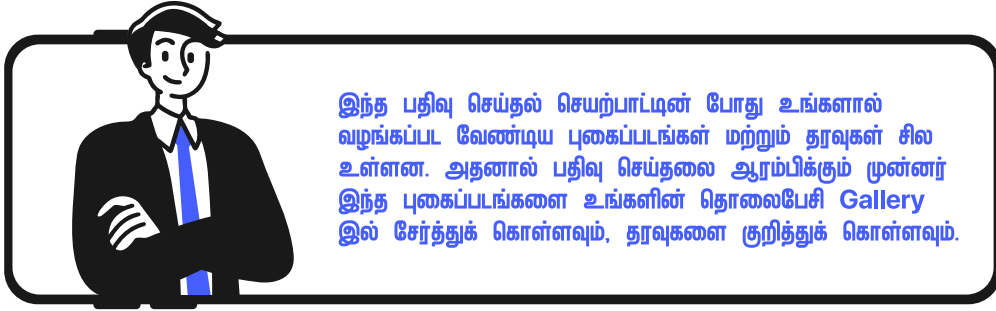 இந்த பதிவு செய்தல் செயற்பாட்டின் போது உங்களால்
வழங்கப்பட வேண்டிய புகைப்படங்கள் மற்றும் தரவுகள் சில
உள்ளன. அதனால் பதிவு செய்தலை ஆரம்பிக்கும் முன்னர்
இந்த புகைப்படங்களை உங்களின் தொலைபேசி Gallery
இல் சேர்த்துக் கொள்ளவும், தரவுகளை குறித்துக் கொள்ளவும்.